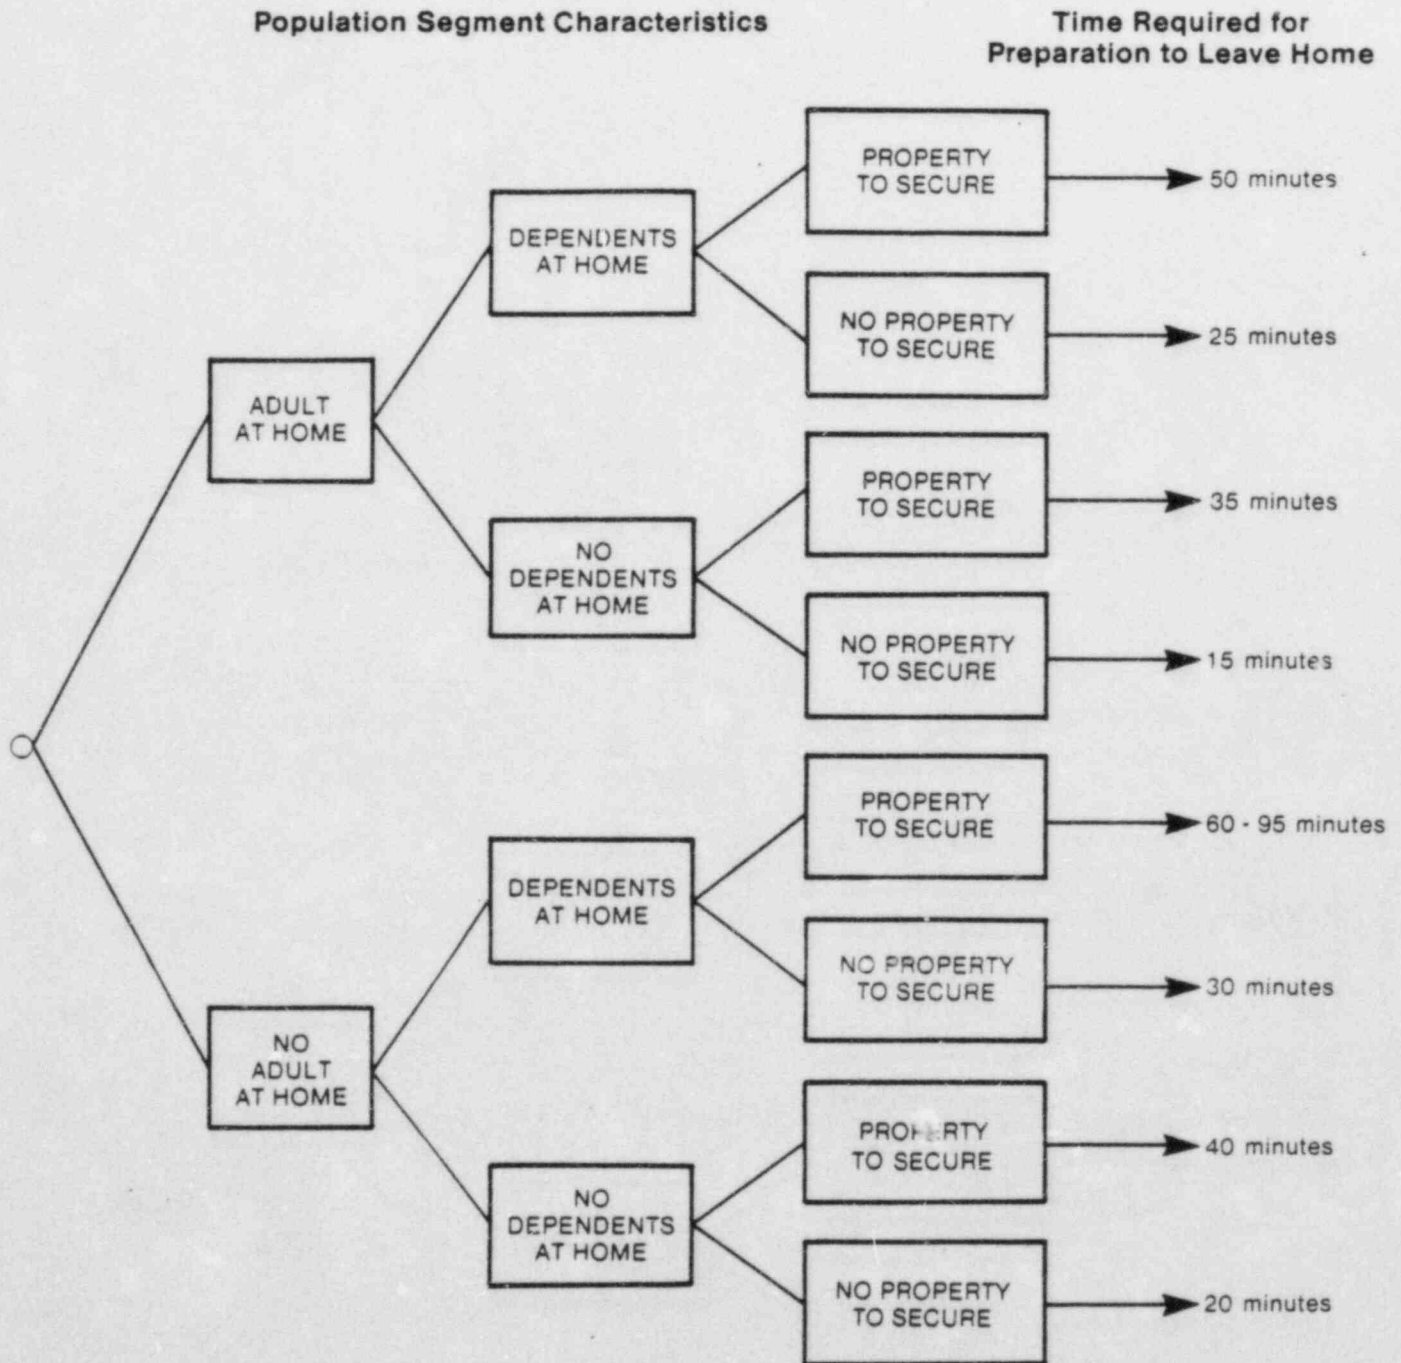 Population Segment Characteristics
Time Required for
Preparation to Leave Home
PROPERTY
TO SECURE
50 minutes
DEPENDENTS
AT HOME
NO PROPERTY
TO SECURE
25 minutes
ADULT
AT HOME
PROPERTY
TO SECURE
35 minutes
NO
DEPENDENTS
AT HOME
NO PROPERTY
TO SECURE
15 minutes
PROPERTY
TO SECURE
60 - 95 minutes
DEPENDENTS
AT HOME
NO PROPERTY
TO SECURE
30 minutes
NO
ADULT
AT HOME
PROPERTY
TO SECURE
40 minutes
NO
DEPENDENTS
AT HOME
NO PROPERTY
TO SECURE
20 minutes